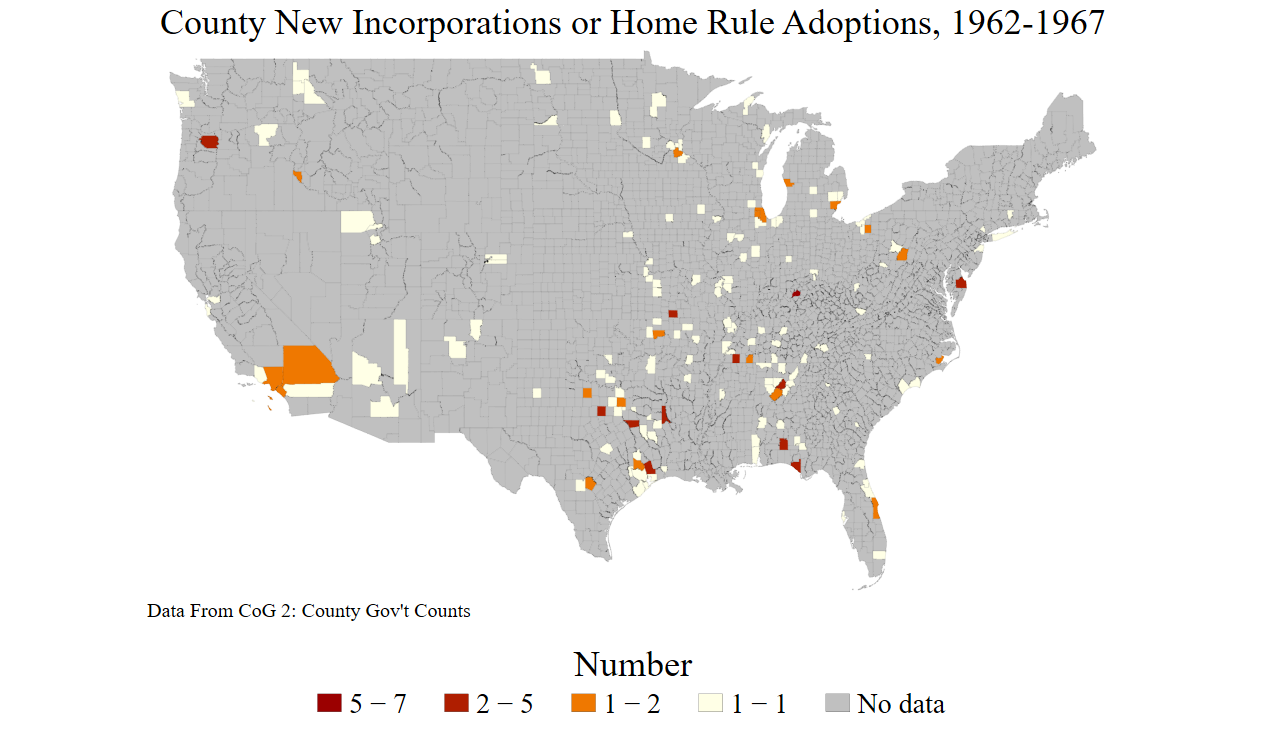 County New Incorporations or Home Rule Adoptions, 1962-1967
Data From CoG 2: County Gov't Counts
Number
5 − 7
2 − 5
1 − 2
1 − 1
No data